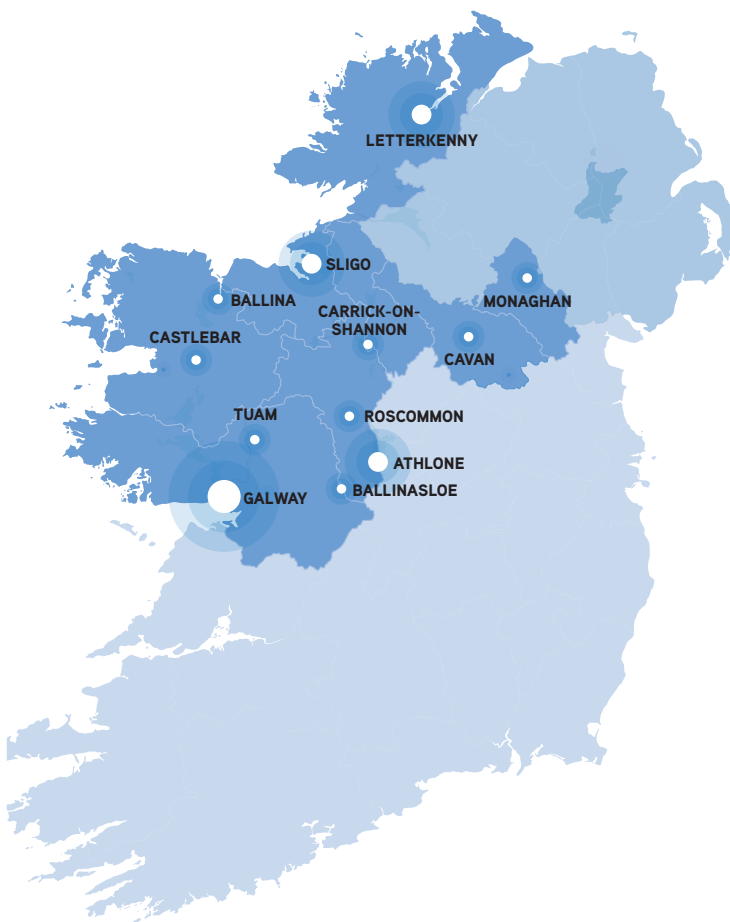 LETTERKENNY
SLIGO
MONAGHAN
BALLINA
CARRICK-ON-
SHANNON
CASTLEBAR
CAVAN
TUAM
ROSCOMMON
ATHLONE
BALLINASLOE
GALWAY